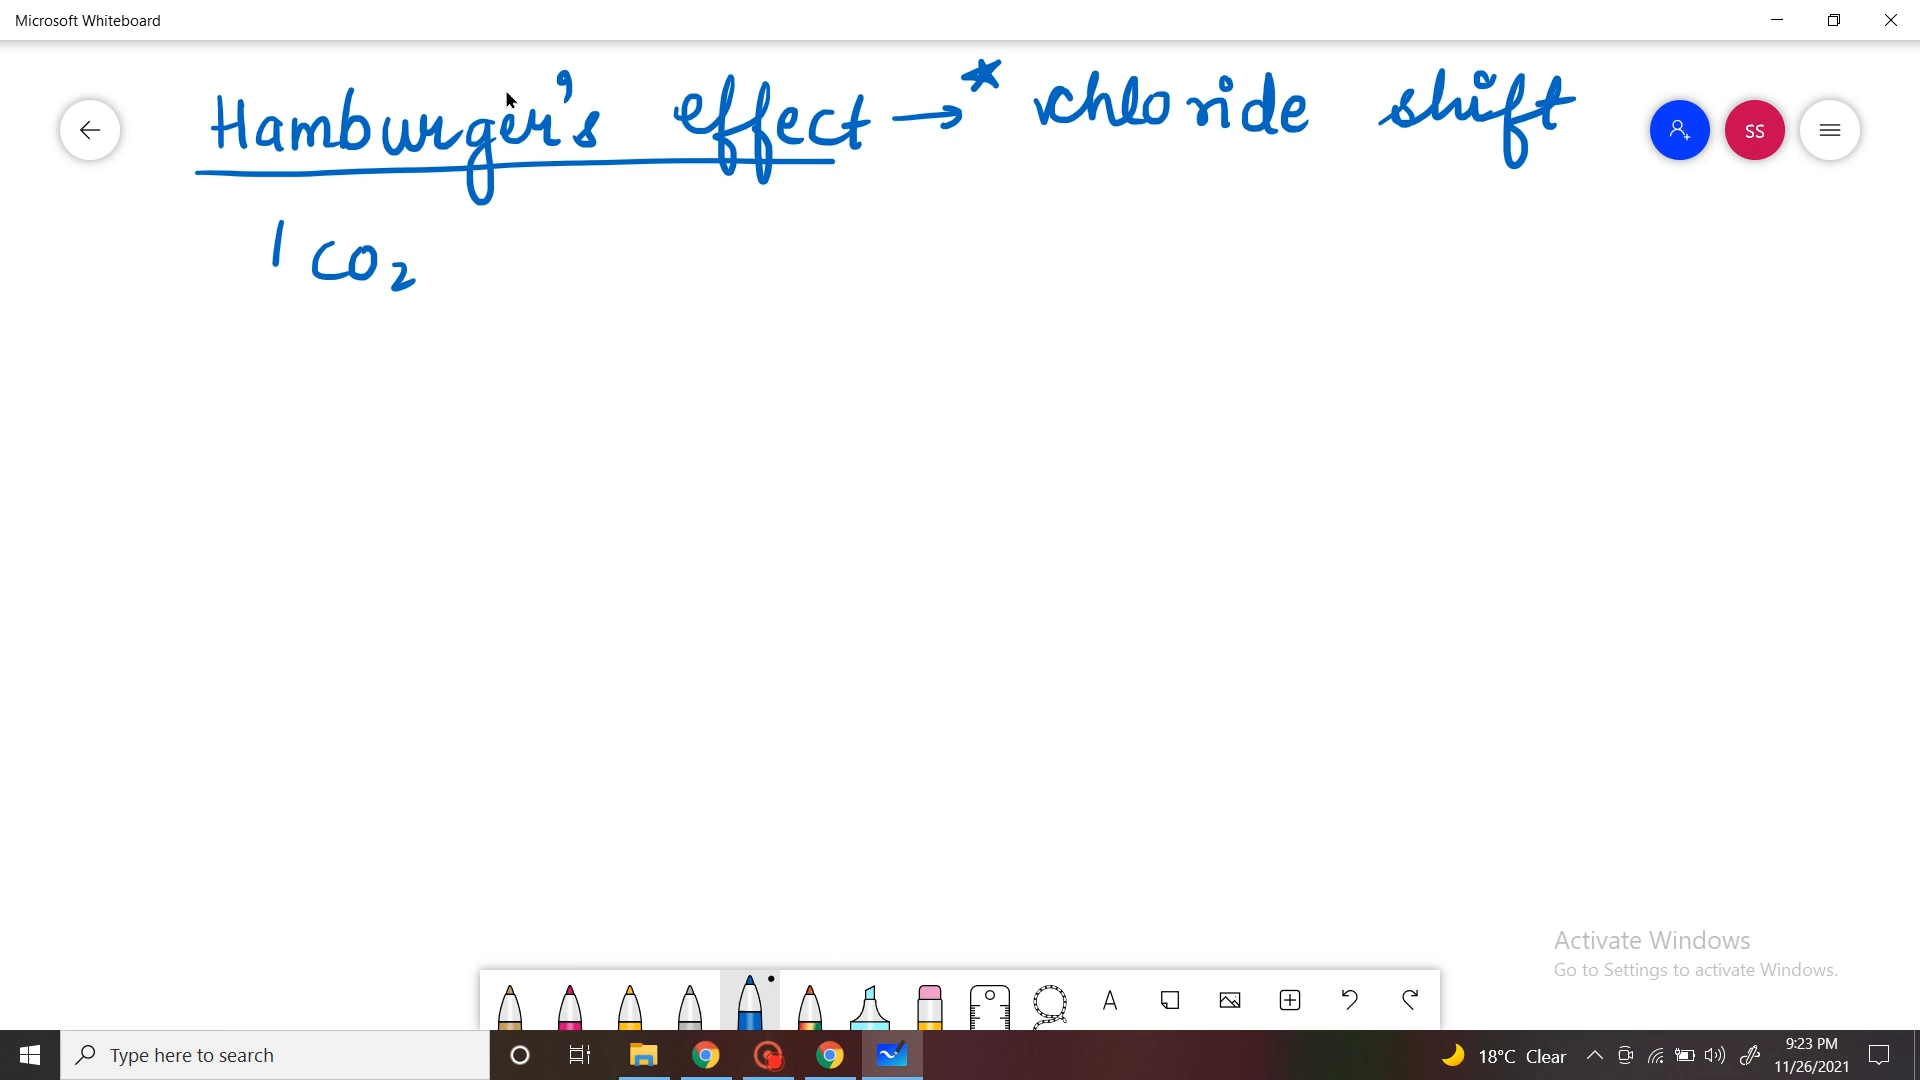 Microsoft Whiteboard
Hamburger's effect → * chloride shift
SS
1 CO2
Activate Windows
Go to Settings to activate Windows.
A
Type here to search
18°C Clear
9:23 PM
11/26/2021